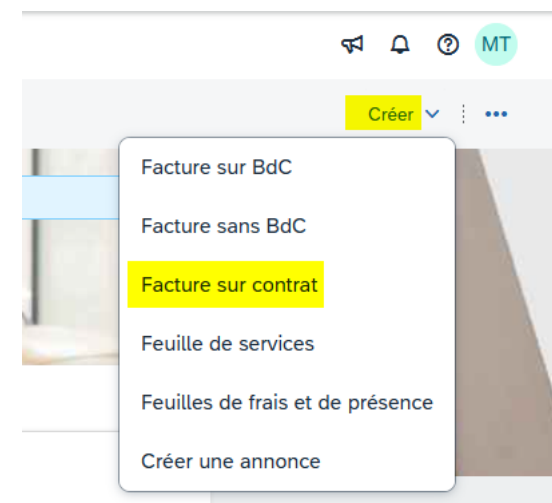 MT
Créer
Facture sur BdC
Facture sans BdC
Facture sur contrat
Feuille de services
Feuilles de frais et de présence
Créer une annonce